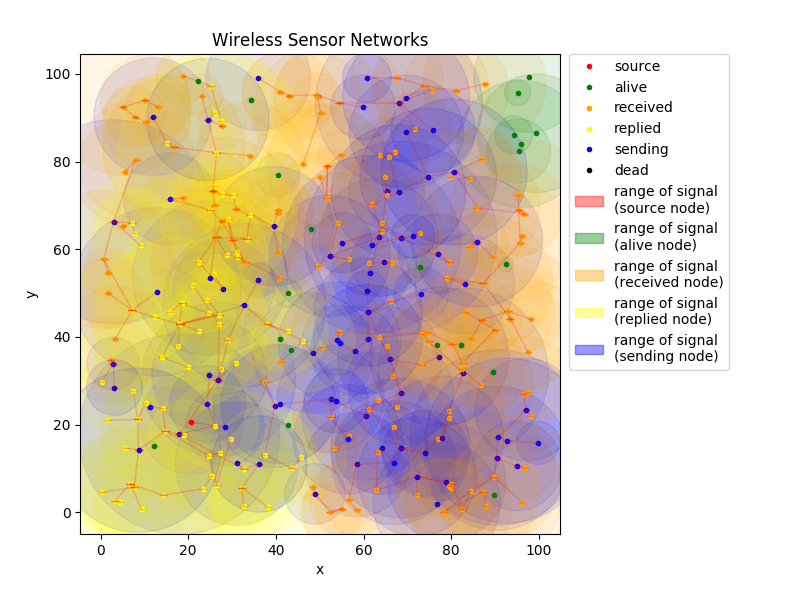 Wireless Sensor Networks
100
80
60
40
20
0
y
0 20 40 60 80 100
x
source
alive
received
replied
sending
dead
range of signal
(source node)
range of signal
(alive node)
range of signal
(received node)
range of signal
(replied node)
range of signal
(sending node)